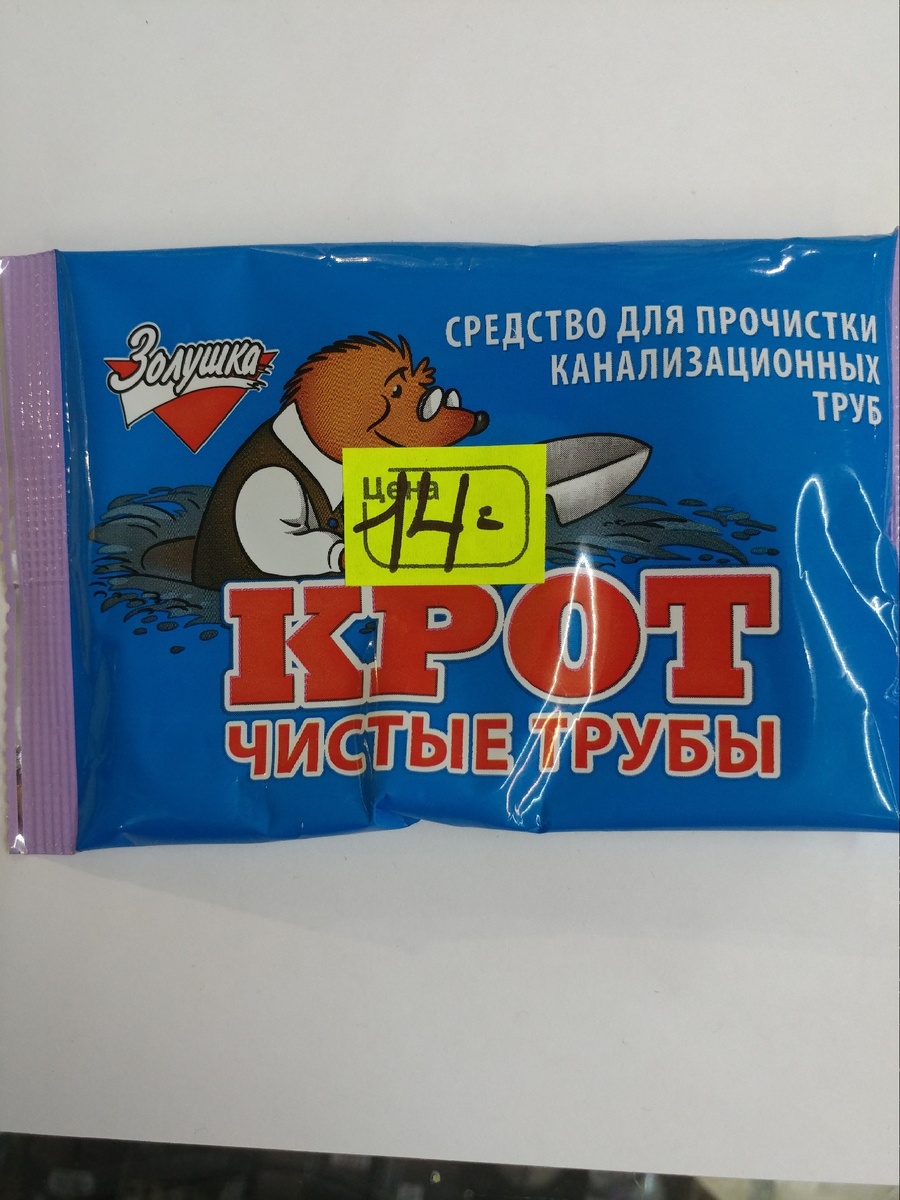 Золушка
СРЕДСТВО ДЛЯ ПРОЧИСТКИ
КАНАЛИЗАЦИОННЫХ
ТРУБ
Цена
14=
КРОТ
ЧИСТЫЕ ТРУБЫ